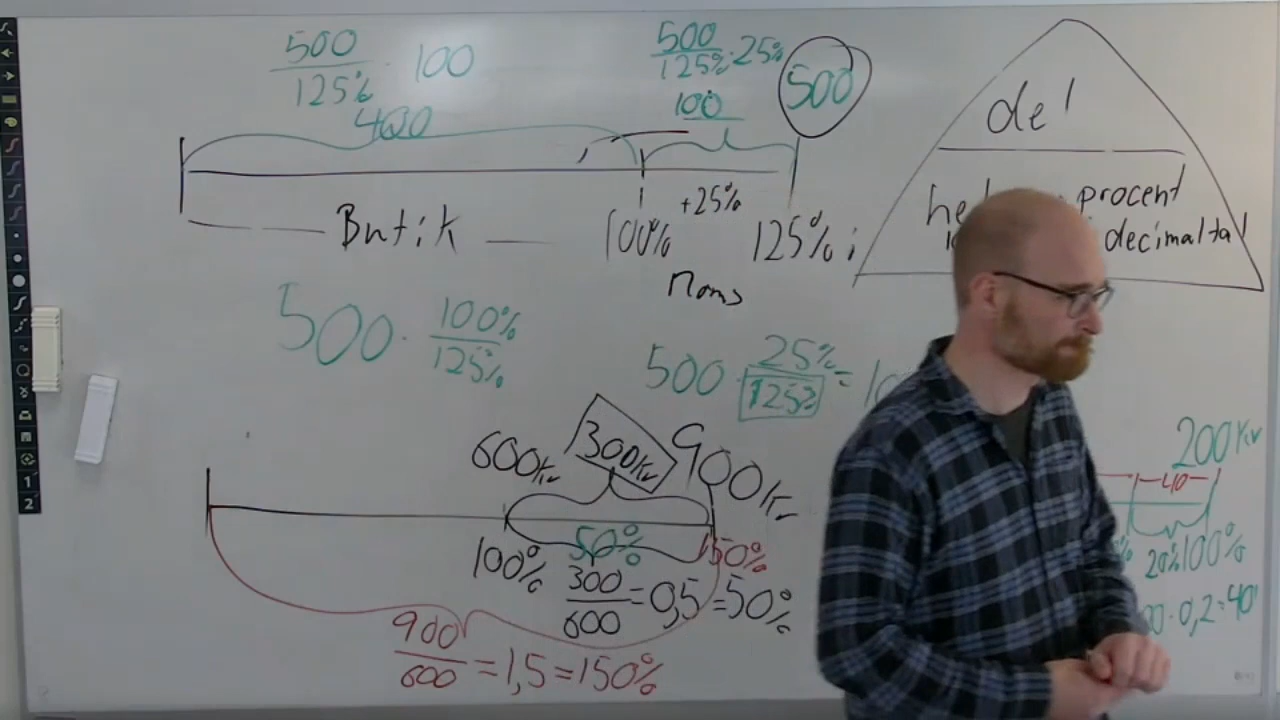 500
125% · 100
400
500
125% · 25%
100
500
Butik
100%
+25%
125%
Moms
del
procent
decimaltal
500 · 100%
125%
500 · 25%
125%
=
600Kr
300Kr
900Kr
100%
50%
150%
300
600
=0,5=50%
900
600
=1,5=150%
200Kr
40
20%
100%
· 0,2=40
1
2